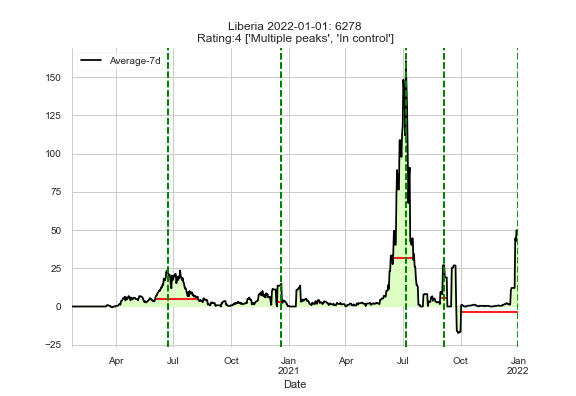 Liberia 2022-01-01: 6278
Rating:4 ['Multiple peaks', 'In control']
Average-7d
150
125
100
75
50
25
0
−25
Apr Jul Oct Jan Apr Jul Oct Jan
2021 2022
Date